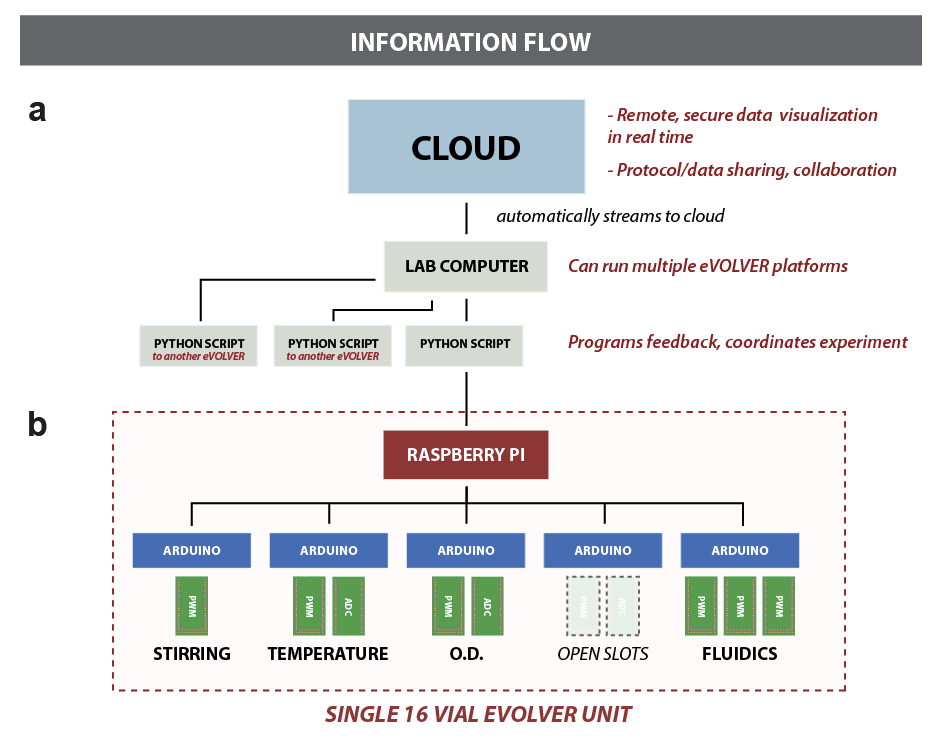 INFORMATION FLOW
a
CLOUD
- Remote, secure data visualization
in real time
- Protocol/data sharing, collaboration
automatically streams to cloud
LAB COMPUTER
Can run multiple eVOLVER platforms
PYTHON SCRIPT
to another eVOLVER
PYTHON SCRIPT
to another eVOLVER
PYTHON SCRIPT
Programs feedback, coordinates experiment
b
RASPBERRY PI
ARDUINO
ARDUINO
ARDUINO
ARDUINO
ARDUINO
PWM
PWM
ADC
PWM
ADC
PWM
ADC
PWM
PWM
PWM
STIRRING
TEMPERATURE
O.D.
OPEN SLOTS
FLUIDICS
SINGLE 16 VIAL EVOLVER UNIT